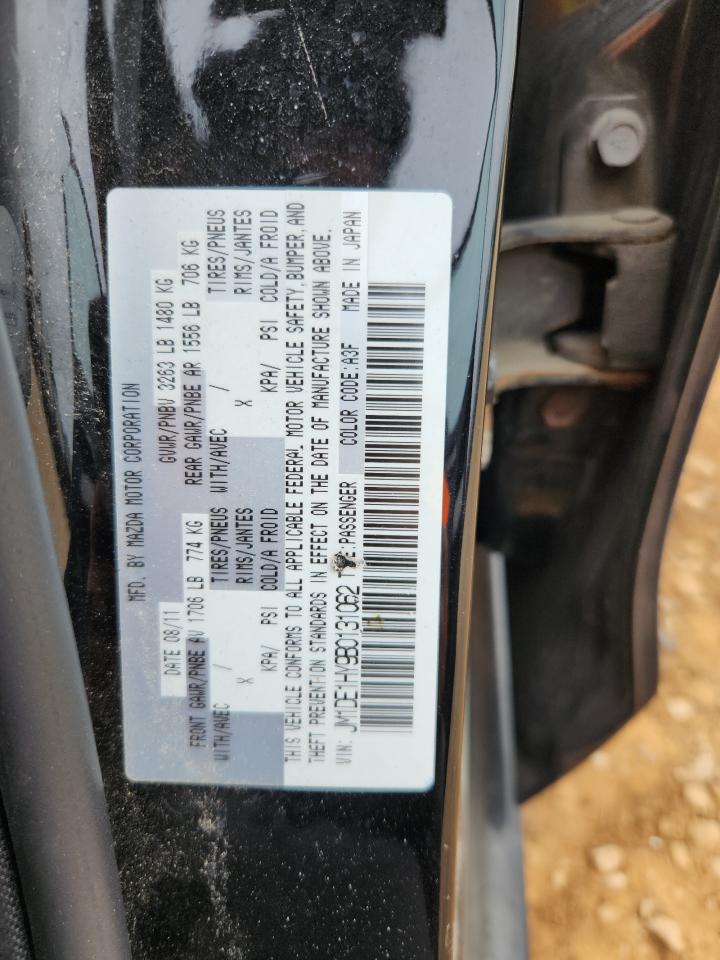 MFD. BY MAZDA MOTOR CORPORATION
DATE 08/11 GVWR/PNBV 3263 LB 1480 KG
FRONT GAWR/PNBE AV 1706 LB 774 KG REAR GAWR/PNBE AR 1556 LB 706 KG
WITH/AVEC TIRES/PNEUS WITH/AVEC TIRES/PNEUS
X / RIMS/JANTES X / RIMS/JANTES
KPA/ PSI COLD/A FROID KPA/ PSI COLD/A FROID
THIS VEHICLE CONFORMS TO ALL APPLICABLE FEDERAL MOTOR VEHICLE SAFETY, BUMPER, AND
THEFT PREVENTION STANDARDS IN EFFECT ON THE DATE OF MANUFACTURE SHOWN ABOVE.
VIN: JM1DE1HY9B0131062 PASSENGER COLOR CODE:A3F MADE IN JAPAN